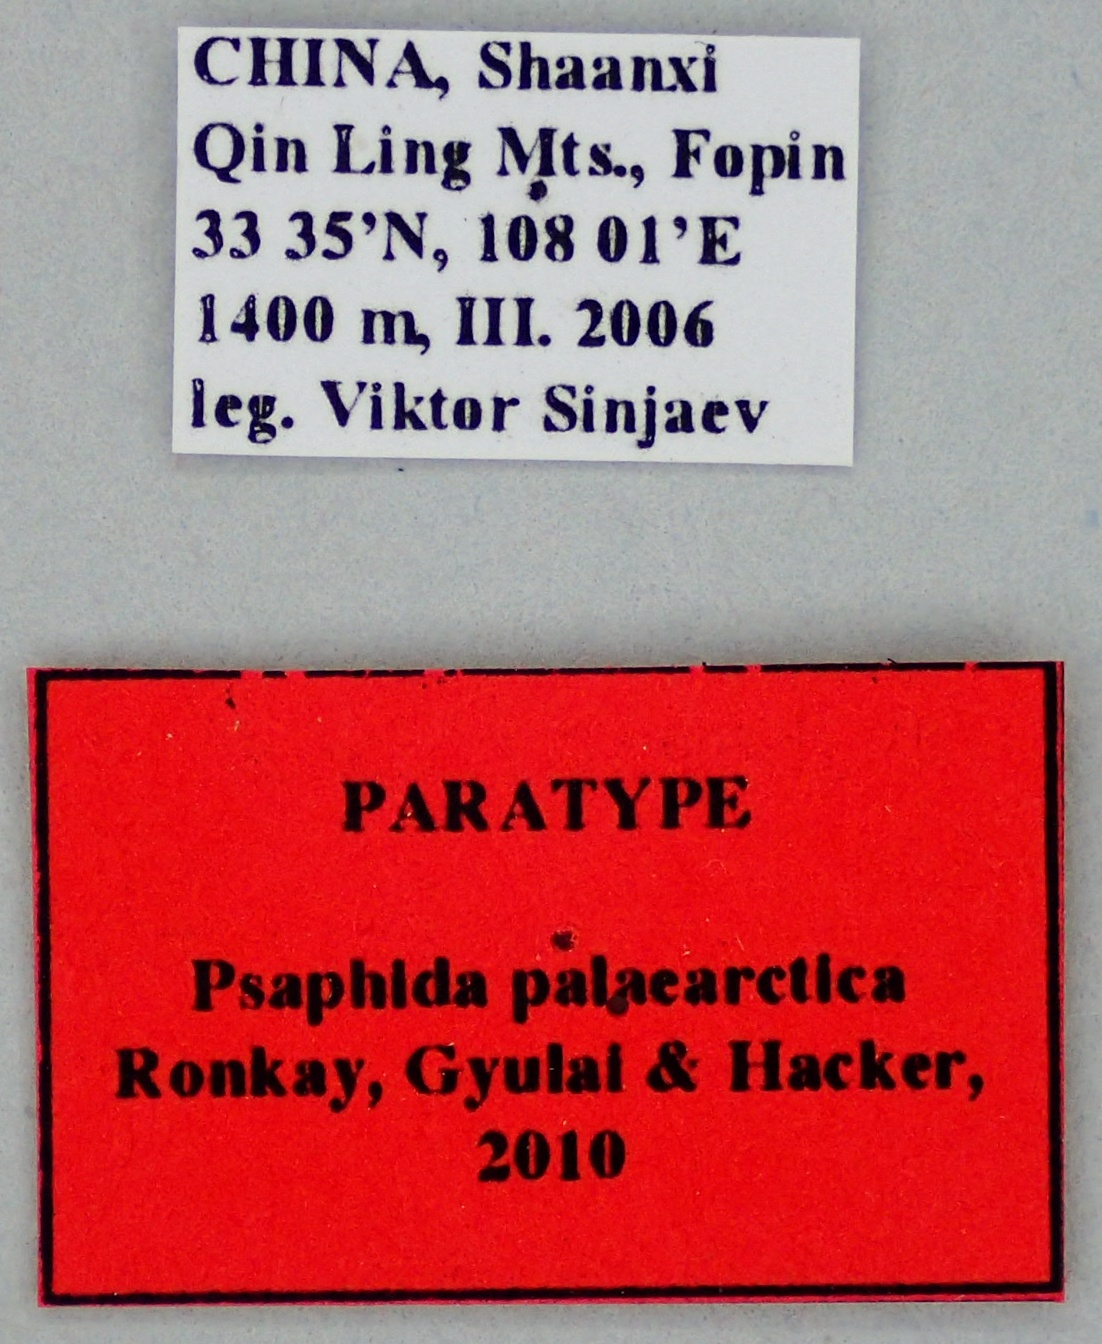 CHINA, Shaanxi
Qin Ling Mts., Fopin
33 35’N, 108 01’E
1400 m, III. 2006
leg. Viktor Sinjaev
PARATYPE
Psaphida palaearctica
Ronkay, Gyulai & Hacker,
2010